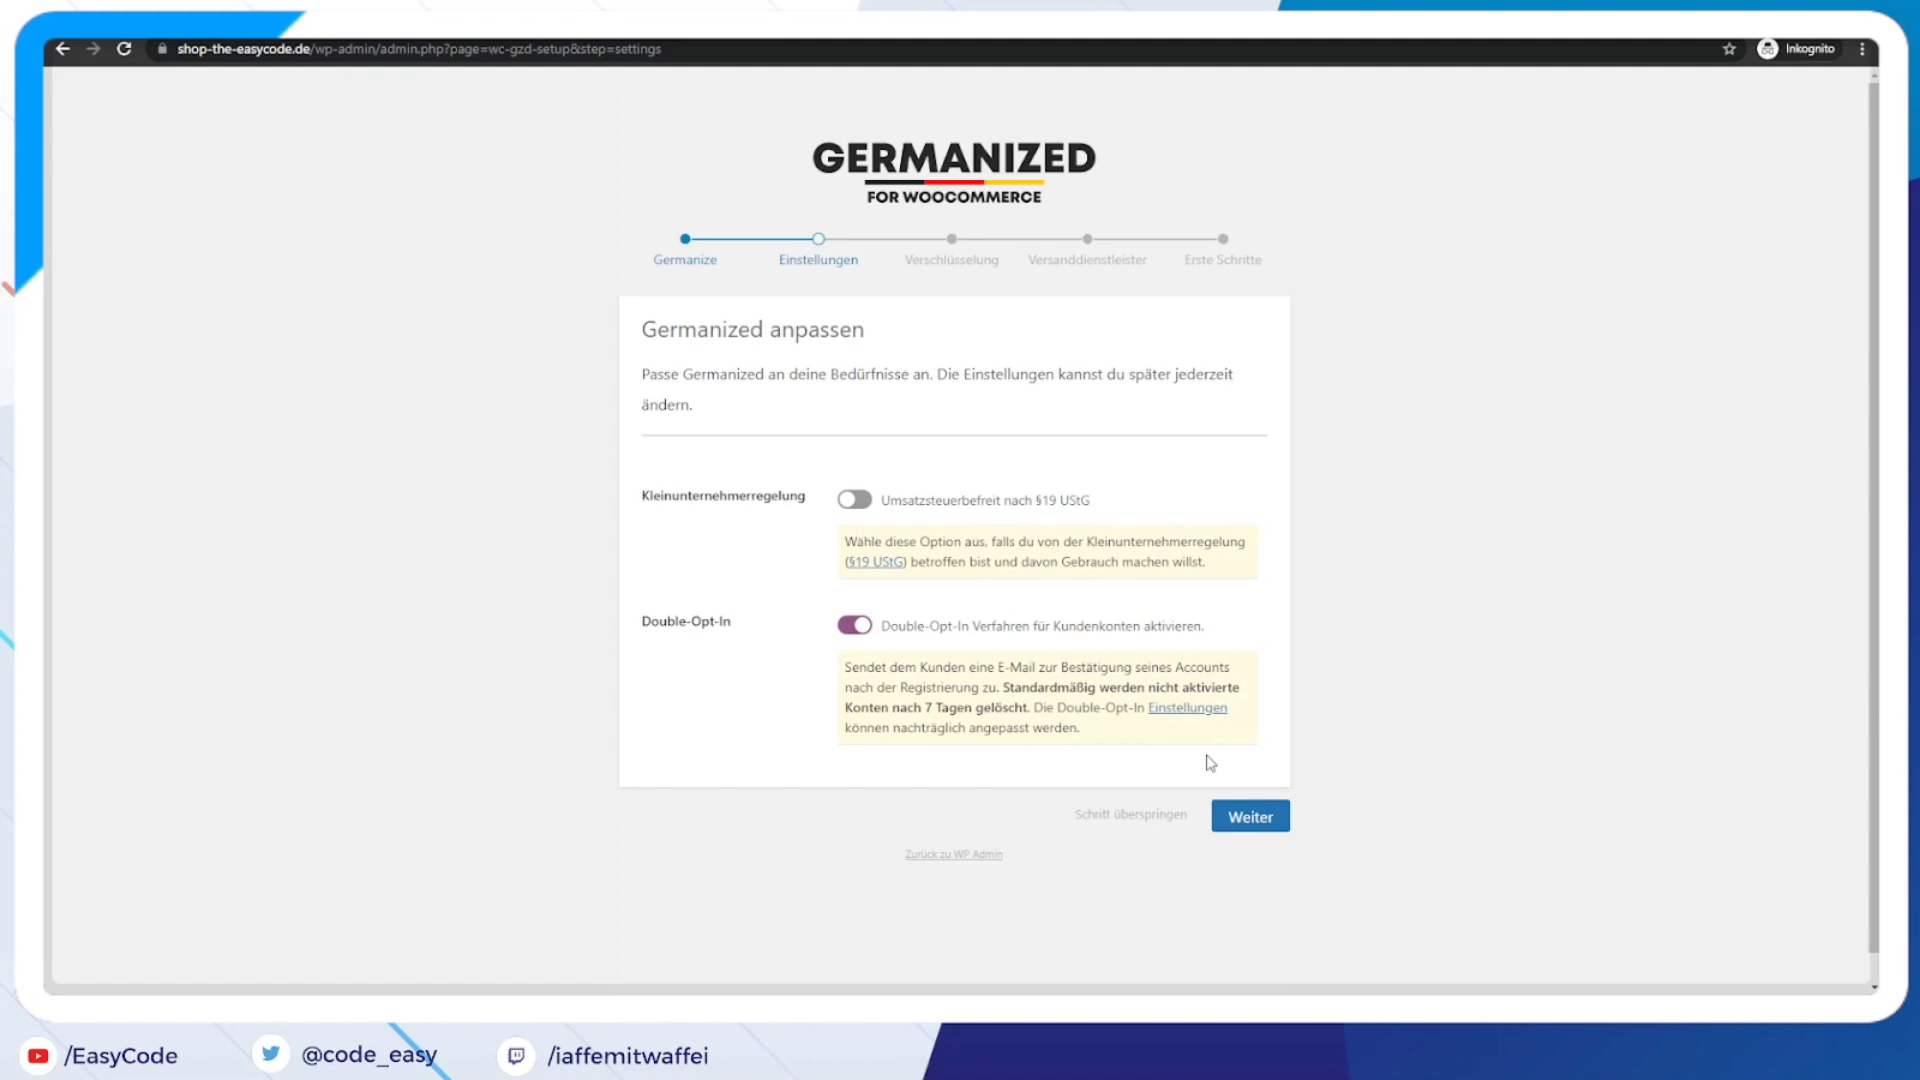 shop-the-easycode.de/wp-admin/admin.php?page=wc-gzd-setup&step=settings
Inkognito
GERMANIZED
FOR WOOCOMMERCE
Germanize
Einstellungen
Verschlüsselung
Versanddienstleister
Erste Schritte
Germanized anpassen
Passe Germanized an deine Bedürfnisse an. Die Einstellungen kannst du später jederzeit
ändern.
Kleinunternehmerregelung
Umsatzsteuerbefreit nach §19 UStG
Wähle diese Option aus, falls du von der Kleinunternehmerregelung
(§19 UStG) betroffen bist und davon Gebrauch machen willst.
Double-Opt-In
Double-Opt-In Verfahren für Kundenkonten aktivieren.
Sendet dem Kunden eine E-Mail zur Bestätigung seines Accounts
nach der Registrierung zu. Standardmäßig werden nicht aktivierte
Konten nach 7 Tagen gelöscht. Die Double-Opt-In Einstellungen
können nachträglich angepasst werden.
Schritt überspringen
Weiter
Zurück zu WP Admin
/EasyCode
@code_easy
/iaffemitwaffei